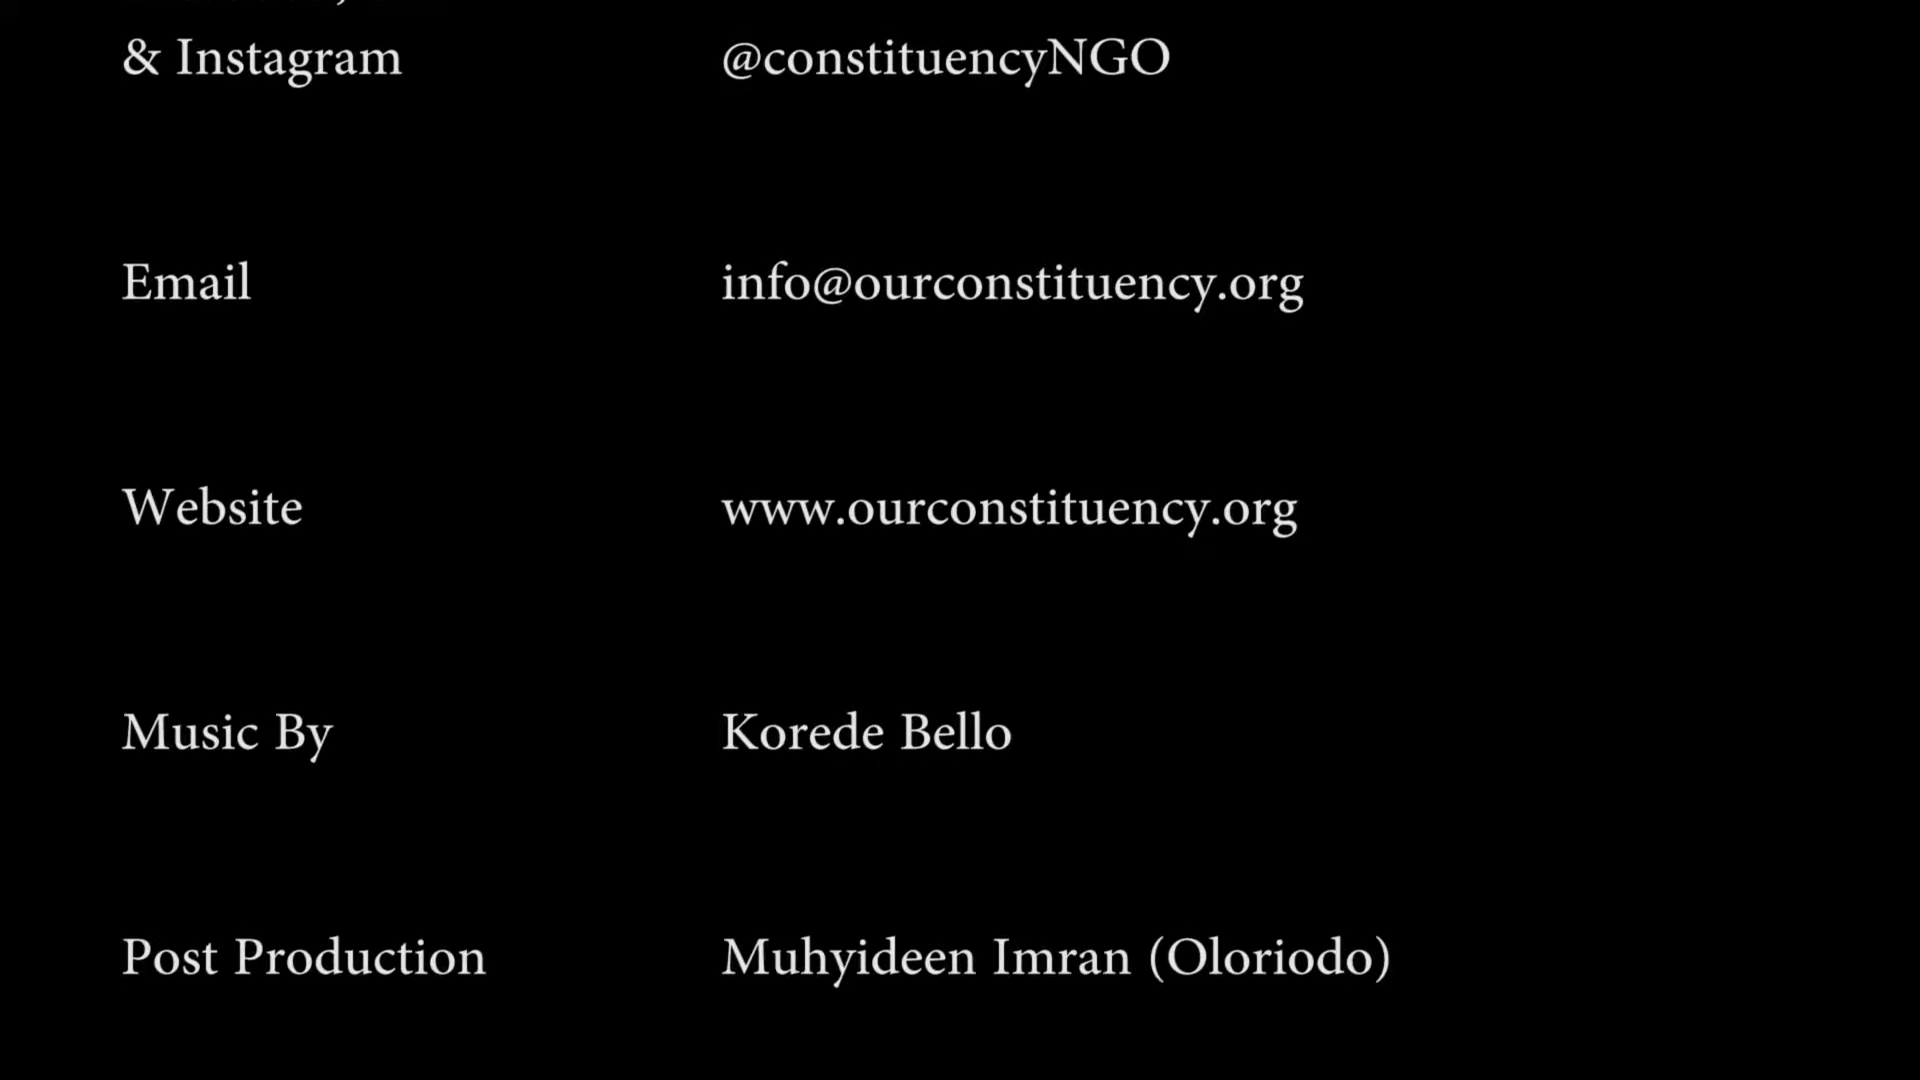 & Instagram @constituencyNGO
Email info@ourconstituency.org
Website www.ourconstituency.org
Music By Korede Bello
Post Production Muhyideen Imran (Oloriodo)